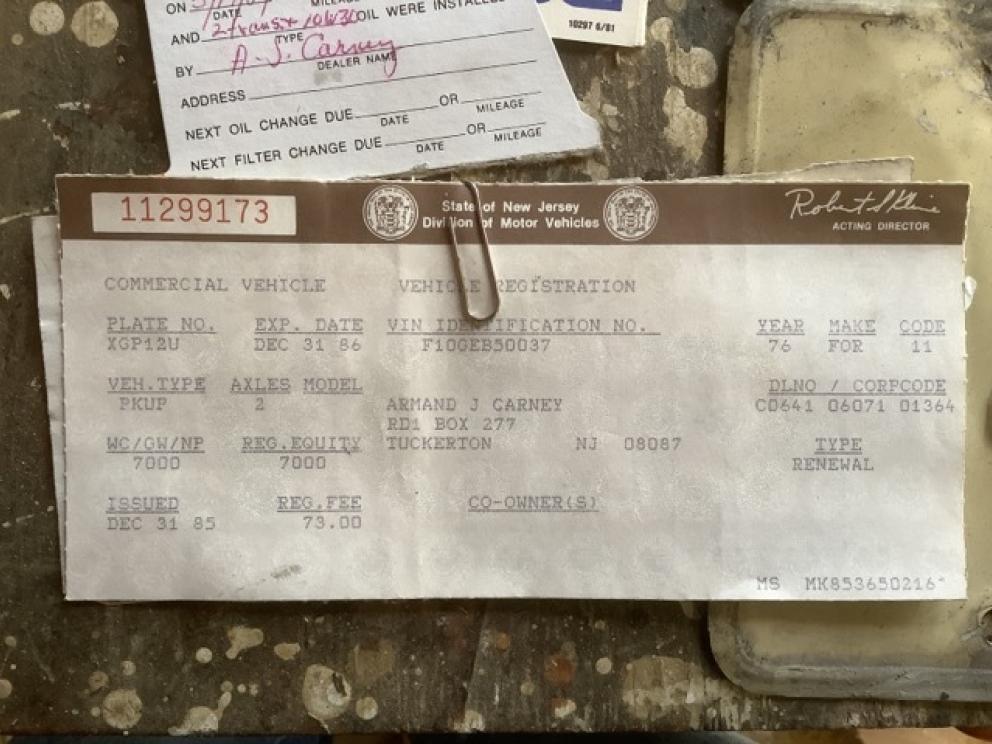 ON DATE MILEAGE OIL WERE INSTALLED
AND 2 trans + 10W30
TYPE
BY A. J. Carney
DEALER NAME
ADDRESS
NEXT OIL CHANGE DUE OR
DATE MILEAGE
NEXT FILTER CHANGE DUE OR
DATE MILEAGE
10297 6/81
11299173
State of New Jersey
Division of Motor Vehicles
Robert S Kline
ACTING DIRECTOR
COMMERCIAL VEHICLE VEHICLE REGISTRATION
PLATE NO. EXP. DATE VIN IDENTIFICATION NO. YEAR MAKE CODE
XGP12U DEC 31 86 F10GEB50037 76 FOR 11
VEH.TYPE AXLES MODEL DLNO / CORPCODE
PKUP 2 ARMAND J CARNEY C0641 06071 01364
RD1 BOX 277
WC/GW/NP REG.EQUITY TUCKERTON NJ 08087 TYPE
7000 7000 RENEWAL
ISSUED REG.FEE CO-OWNER(S)
DEC 31 85 73.00
MS MK853650216*